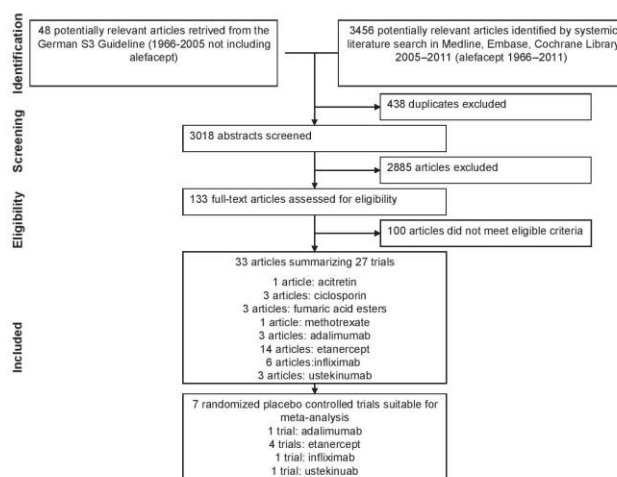 Identification
48 potentially relevant articles retrived from the
German S3 Guideline (1966-2005 not including
alefacept)
3456 potentially relevant articles identified by systemic
literature search in Medline, Embase, Cochrane Library
2005–2011 (alefacept 1966–2011)
438 duplicates excluded
Screening
3018 abstracts screened
2885 articles excluded
Eligibility
133 full-text articles assessed for eligibility
100 articles did not meet eligible criteria
Included
33 articles summarizing 27 trials
1 article: acitretin
3 articles: ciclosporin
3 articles: fumaric acid esters
1 article: methotrexate
3 articles: adalimumab
14 articles: etanercept
6 articles:infliximab
3 articles: ustekinumab
7 randomized placebo controlled trials suitable for
meta-analysis
1 trial: adalimumab
4 trials: etanercept
1 trial: infliximab
1 trial: ustekinuab